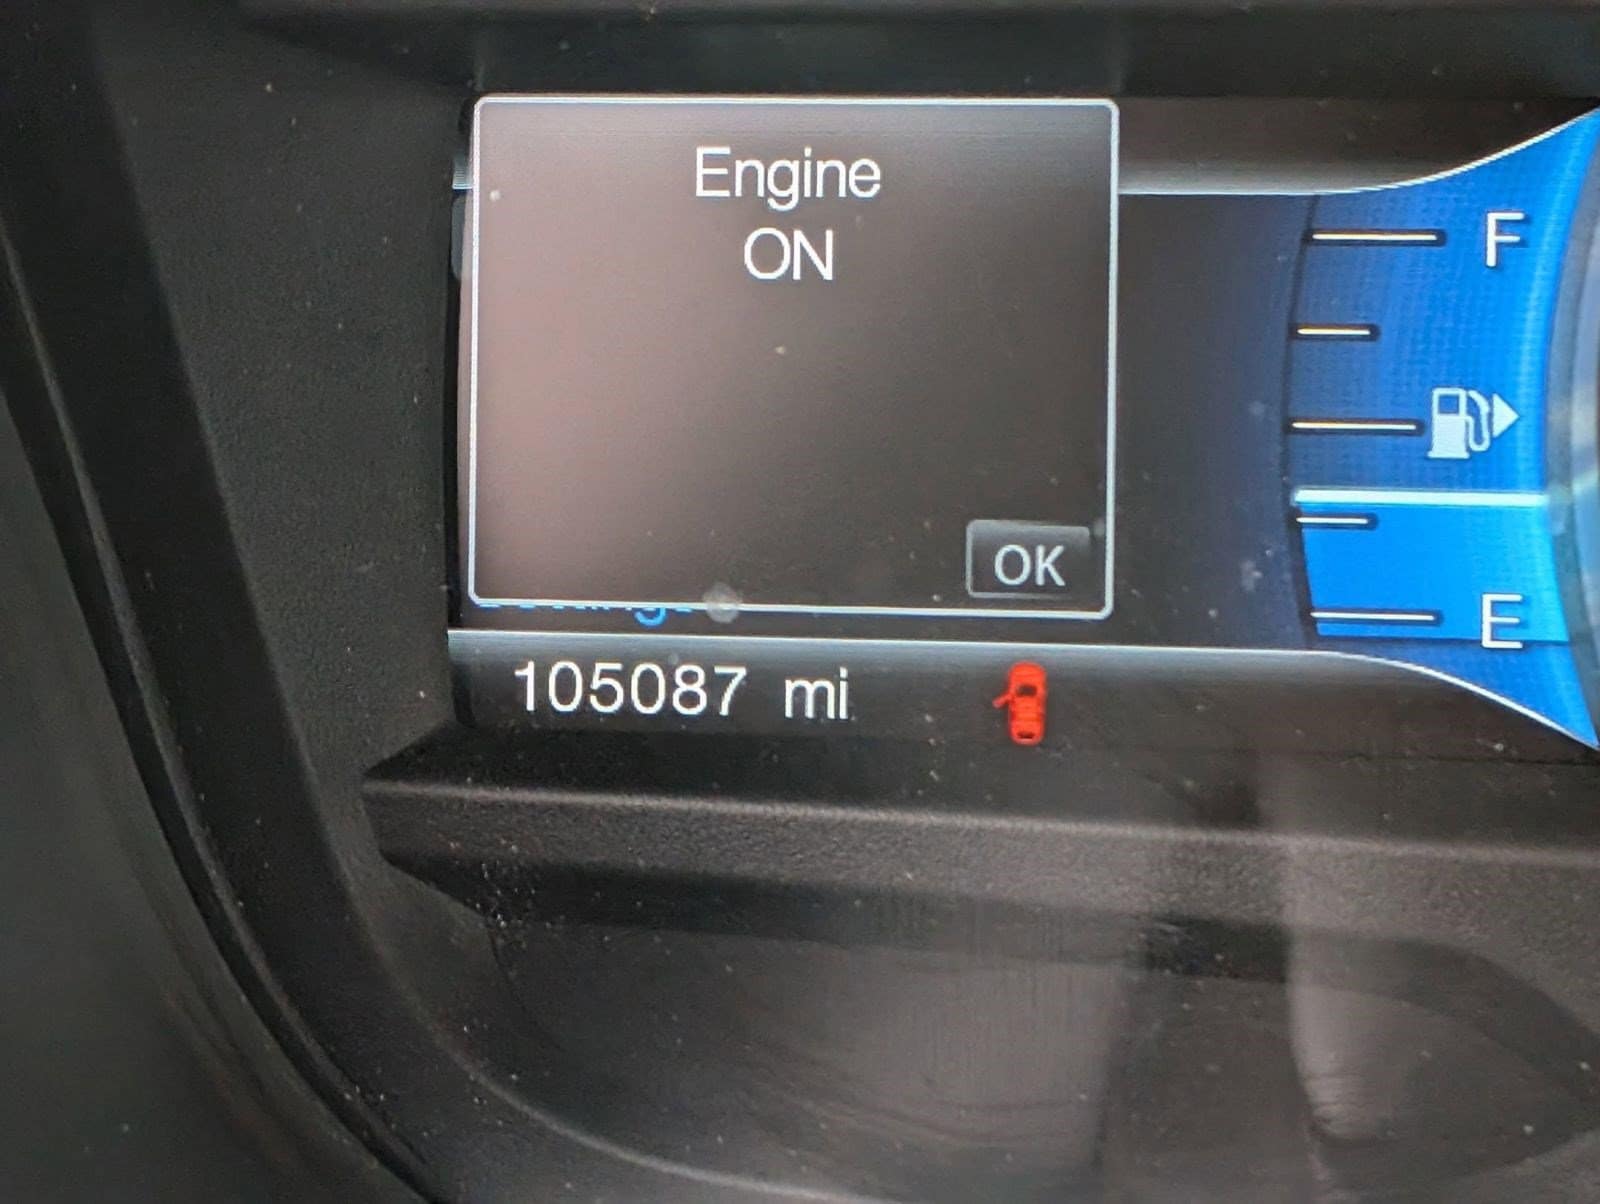 Engine
ON
OK
105087 mi
F
E